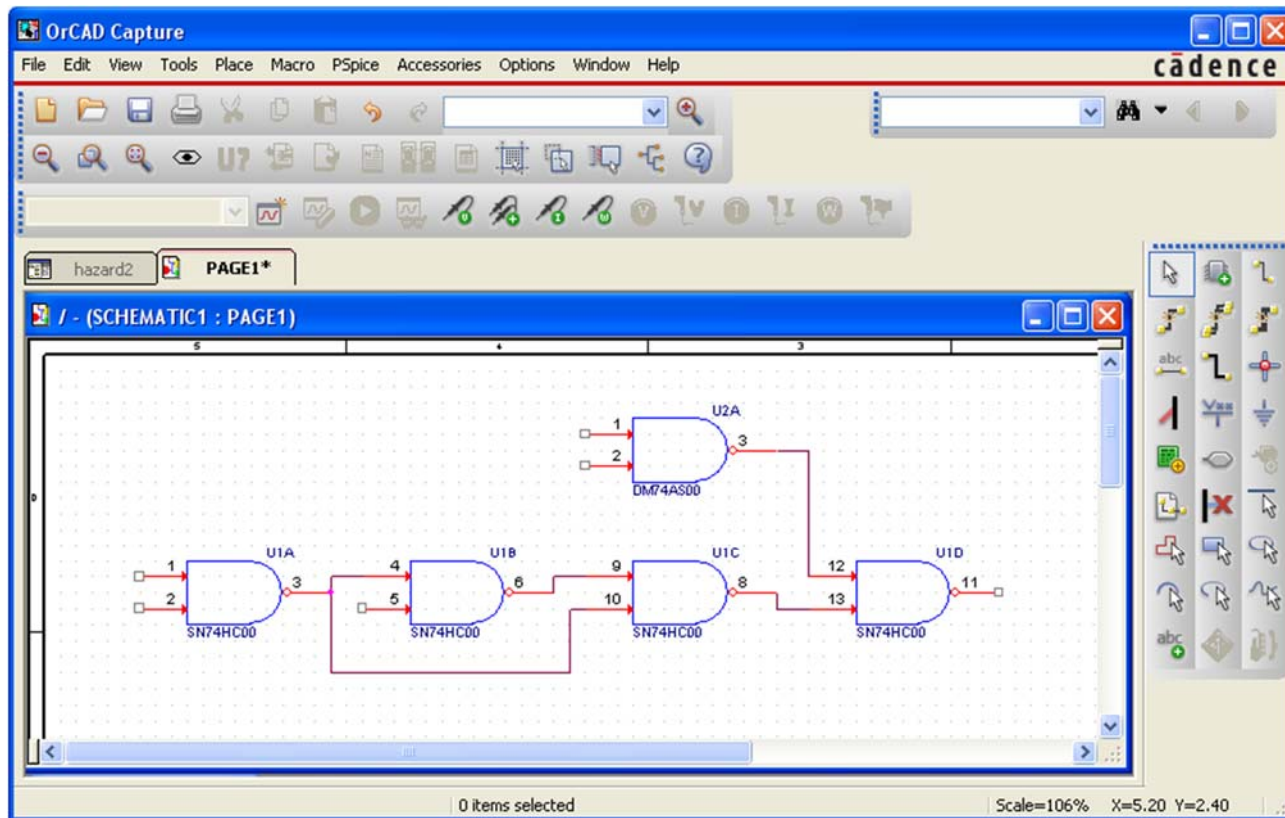 OrCAD Capture
File Edit View Tools Place Macro PSpice Accessories Options Window Help
cādence
U?
V I W
hazard2 PAGE1*
/ - (SCHEMATIC1 : PAGE1)
5 4 3
D
U2A
1 3
2
DM74AS00
U1A U1B U1C U1D
1 4 9 12
3 6 8 11
2 5 10 13
SN74HC00 SN74HC00 SN74HC00 SN74HC00
abc
abc
0 items selected Scale=106% X=5.20 Y=2.40